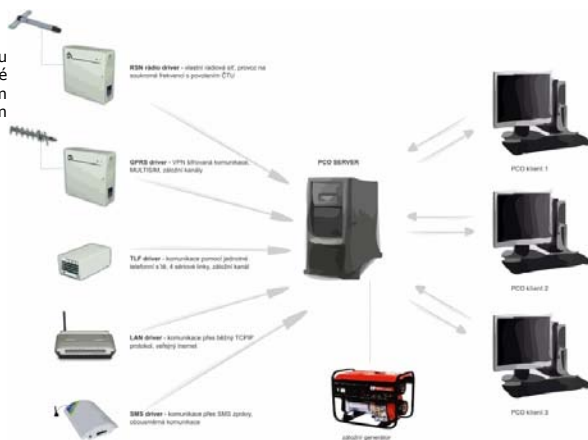 u
é
m
m
RSN rádio driver - vlastní rádiová síť, provoz na
soukromé frekvenci s povolením ČTU
GPRS driver - VPN šifrovaná komunikace,
MULTISIM, záložní kanály
PCO SERVER
TLF driver - komunikace pomocí jednotné
telefonní sítě, 4 sériové linky, záložní kanál
LAN driver - komunikace přes běžný TCP/IP
protokol, veřejný internet
SMS driver - komunikace přes SMS zprávy,
obousměrná komunikace
záložní generátor
PCO klient 1
PCO klient 2
PCO klient 3